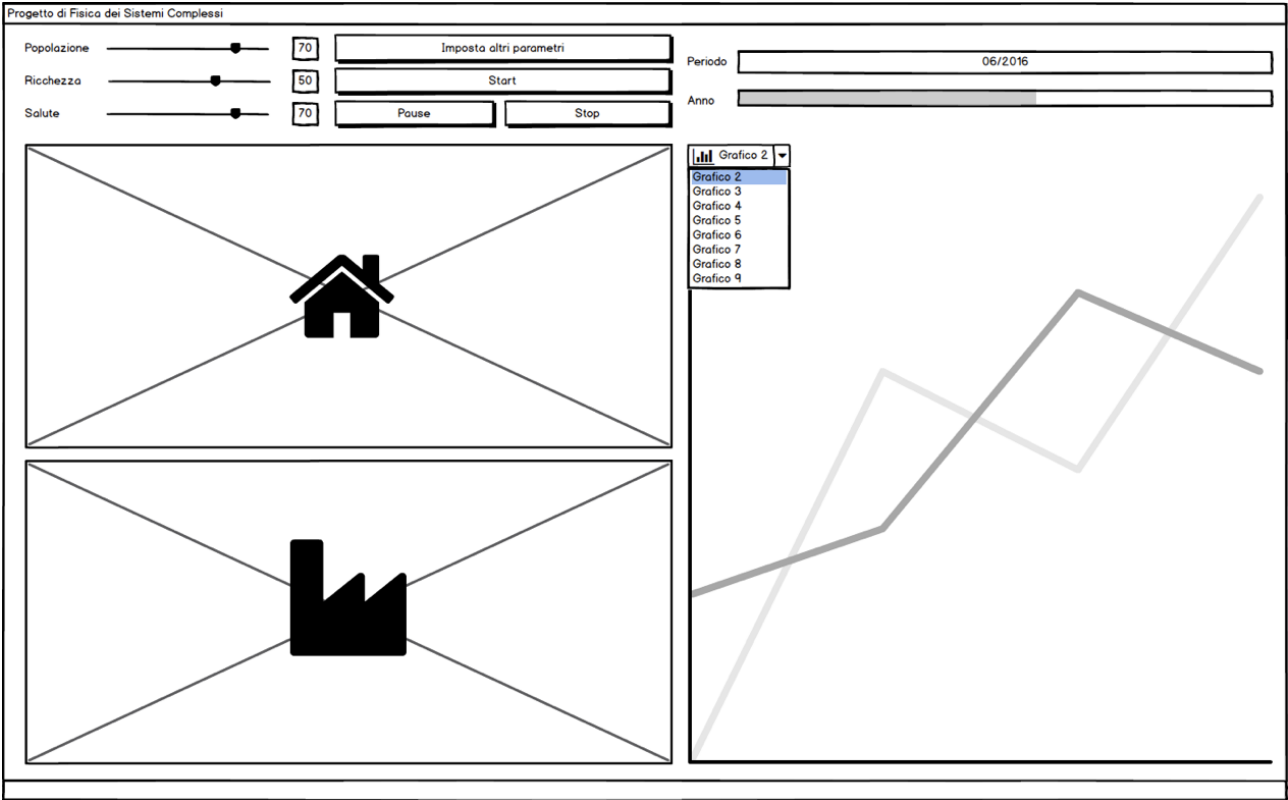 Progetto di Fisica dei Sistemi Complessi
Popolazione 70 Imposta altri parametri
Ricchezza 50 Start
Salute 70 Pause Stop
Periodo 06/2016
Anno
Grafico 2
Grafico 2
Grafico 3
Grafico 4
Grafico 5
Grafico 6
Grafico 7
Grafico 8
Grafico 9